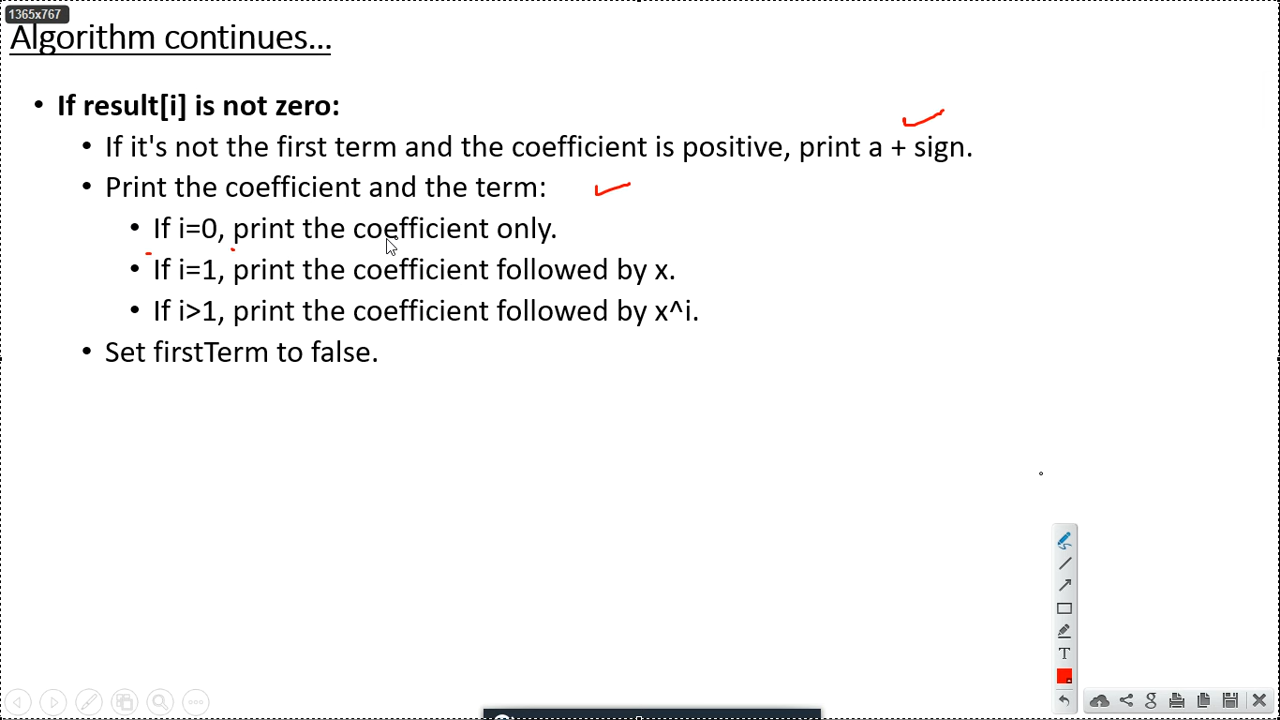 1365x767
Algorithm continues...
• If result[i] is not zero:
• If it's not the first term and the coefficient is positive, print a + sign.
• Print the coefficient and the term:
• If i=0, print the coefficient only.
• If i=1, print the coefficient followed by x.
• If i>1, print the coefficient followed by x^i.
• Set firstTerm to false.
T
g